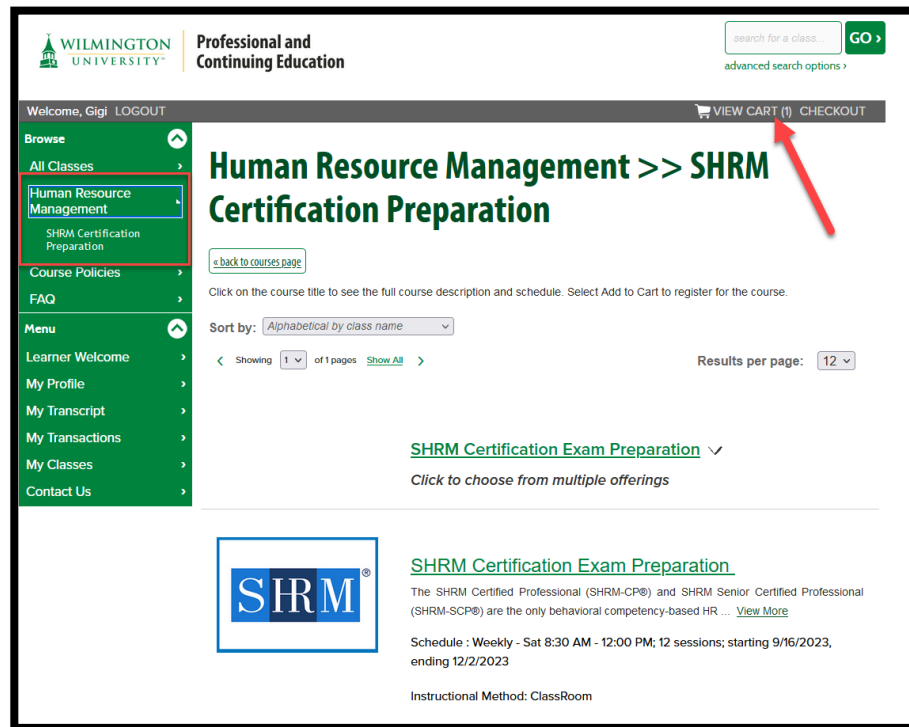 WILMINGTON
UNIVERSITY
Professional and
Continuing Education
search for a class...
GO ›
advanced search options ›
Welcome, Gigi LOGOUT
VIEW CART (1) CHECKOUT
Browse
All Classes ›
Human Resource
Management
SHRM Certification
Preparation
Course Policies ›
FAQ ›
Menu
Learner Welcome ›
My Profile ›
My Transcript ›
My Transactions ›
My Classes ›
Contact Us ›
Human Resource Management >> SHRM
Certification Preparation
« back to courses page
Click on the course title to see the full course description and schedule. Select Add to Cart to register for the course.
Sort by: Alphabetical by class name
‹ Showing 1 of 1 pages Show All ›
Results per page: 12
SHRM Certification Exam Preparation
Click to choose from multiple offerings
SHRM®
SHRM Certification Exam Preparation
The SHRM Certified Professional (SHRM-CP®) and SHRM Senior Certified Professional
(SHRM-SCP®) are the only behavioral competency-based HR ... View More
Schedule : Weekly - Sat 8:30 AM - 12:00 PM; 12 sessions; starting 9/16/2023,
ending 12/2/2023
Instructional Method: ClassRoom